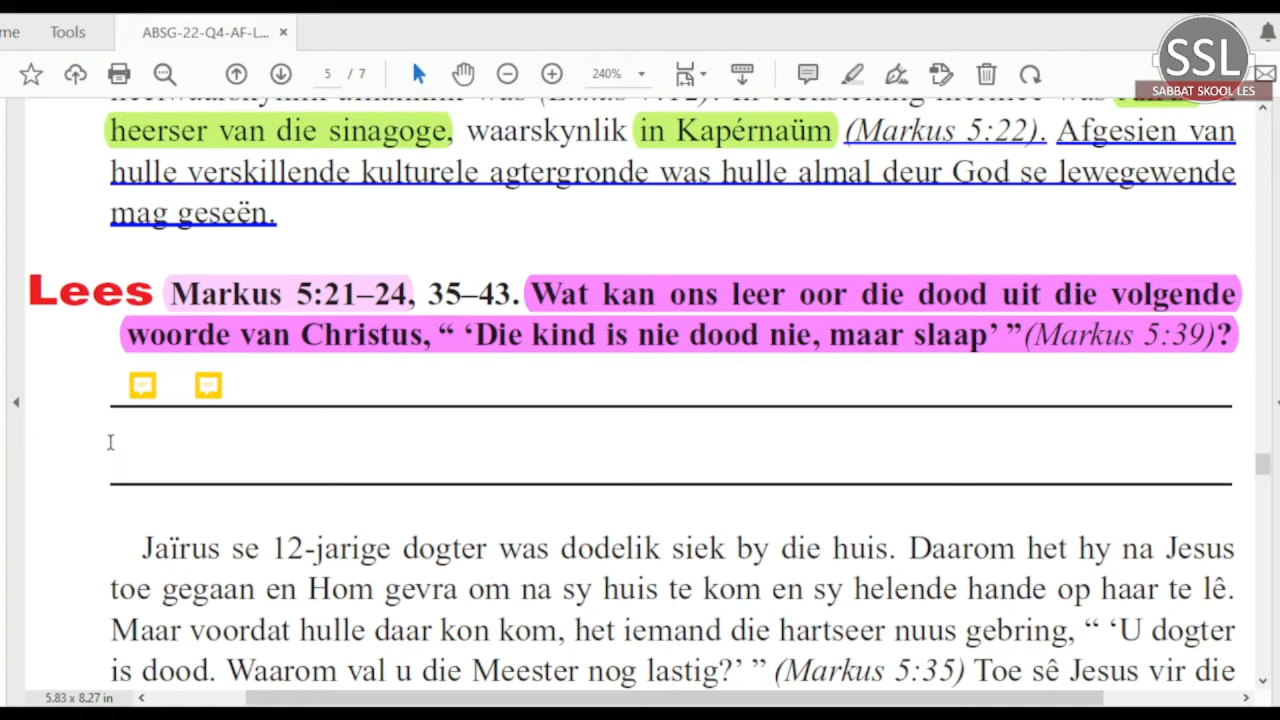 me Tools ABSG-22-Q4-AF-L... ×
5 / 7 240%
SSL
SABBAT SKOOL LES
heerser van die sinagoge, waarskynlik in Kapérnaüm (Markus 5:22). Afgesien van
hulle verskillende kulturele agtergronde was hulle almal deur God se lewegewende
mag geseën.
Lees Markus 5:21–24, 35–43. Wat kan ons leer oor die dood uit die volgende
woorde van Christus, “ ‘Die kind is nie dood nie, maar slaap’ ”(Markus 5:39)?
Jaïrus se 12-jarige dogter was dodelik siek by die huis. Daarom het hy na Jesus
toe gegaan en Hom gevra om na sy huis te kom en sy helende hande op haar te lê.
Maar voordat hulle daar kon kom, het iemand die hartseer nuus gebring, “ ‘U dogter
is dood. Waarom val u die Meester nog lastig?’ ” (Markus 5:35) Toe sê Jesus vir die
5.83 x 8.27 in